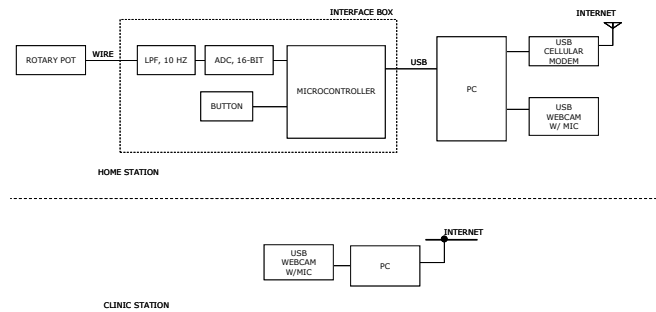 INTERNET
INTERFACE BOX
ROTARY POT
WIRE
LPF, 10 HZ
ADC, 16-BIT
BUTTON
MICROCONTROLLER
USB
PC
USB
CELLULAR
MODEM
USB
WEBCAM
W/ MIC
HOME STATION
INTERNET
USB
WEBCAM
W/MIC
PC
CLINIC STATION